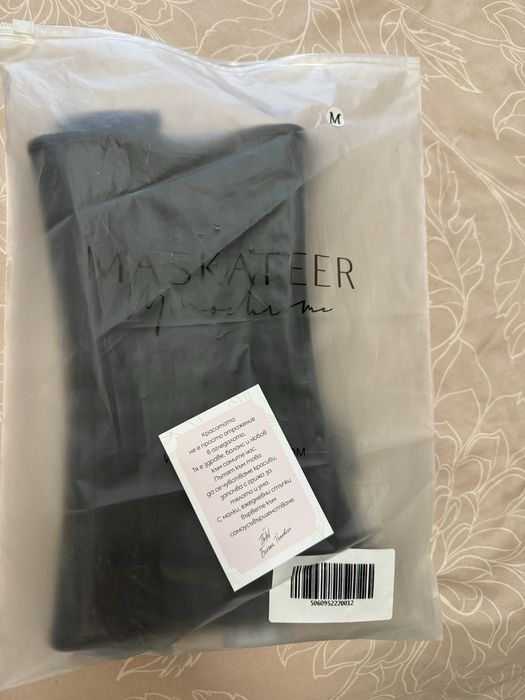 M
MASKATEER
Красотата
не е просто отражение
в огледалото.
Тя е здраве, баланс и любов
към самите нас.
Пътят към това
да се чувстваме красиви,
започва с грижа за
тялото и ума.
С малки, ежедневни стъпки
вървете към
самоусъвършенстване.
5060952220012